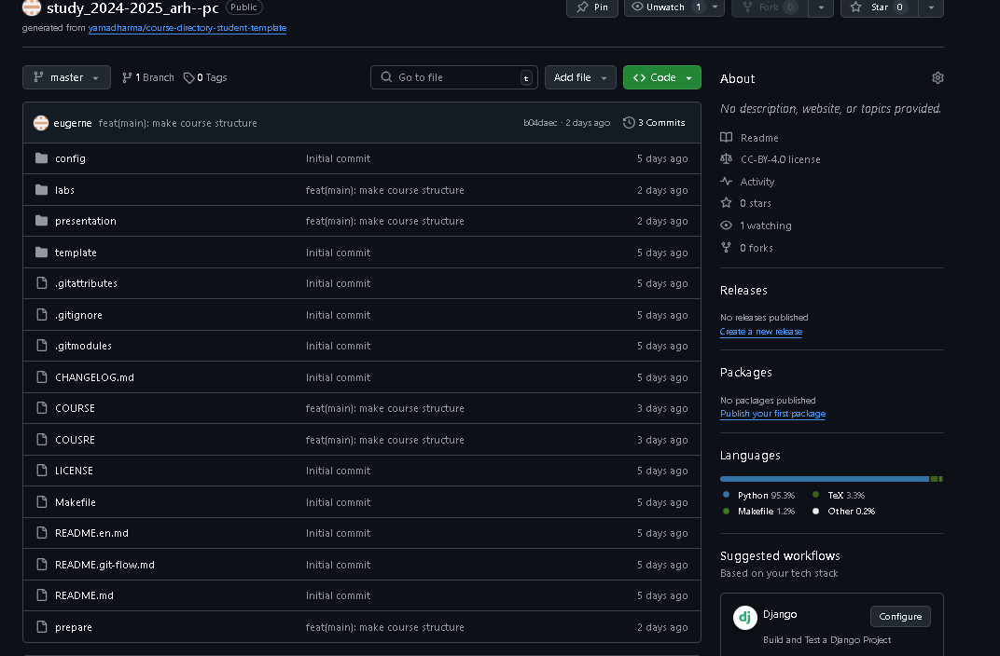 study_2024-2025_arh--pc Public Pin Unwatch 1 Fork 0 Star 0
generated from yamadharma/course-directory-student-template
master 1 Branch 0 Tags Go to file t Add file Code
eugerne feat(main): make course structure b04daec · 2 days ago 3 Commits
config Initial commit 5 days ago
labs feat(main): make course structure 2 days ago
presentation feat(main): make course structure 2 days ago
template Initial commit 5 days ago
.gitattributes Initial commit 5 days ago
.gitignore Initial commit 5 days ago
.gitmodules Initial commit 5 days ago
CHANGELOG.md Initial commit 5 days ago
COURSE feat(main): make course structure 3 days ago
COUSRE feat(main): make course structure 3 days ago
LICENSE Initial commit 5 days ago
Makefile Initial commit 5 days ago
README.en.md Initial commit 5 days ago
README.git-flow.md Initial commit 5 days ago
README.md Initial commit 5 days ago
prepare feat(main): make course structure 2 days ago
About
No description, website, or topics provided.
Readme
CC-BY-4.0 license
Activity
0 stars
1 watching
0 forks
Releases
No releases published
Create a new release
Packages
No packages published
Publish your first package
Languages
Python 95.3% TeX 3.3%
Makefile 1.2% Other 0.2%
Suggested workflows
Based on your tech stack
dj Django Configure
Build and Test a Django Project